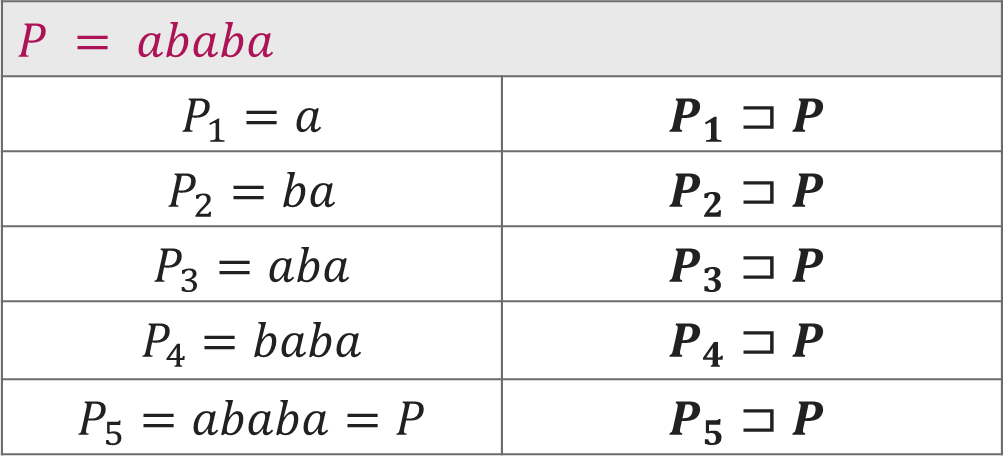 P = ababa
P₁ = a P₁ ⊐ P
P₂ = ba P₂ ⊐ P
P₃ = aba P₃ ⊐ P
P₄ = baba P₄ ⊐ P
P₅ = ababa = P P₅ ⊐ P